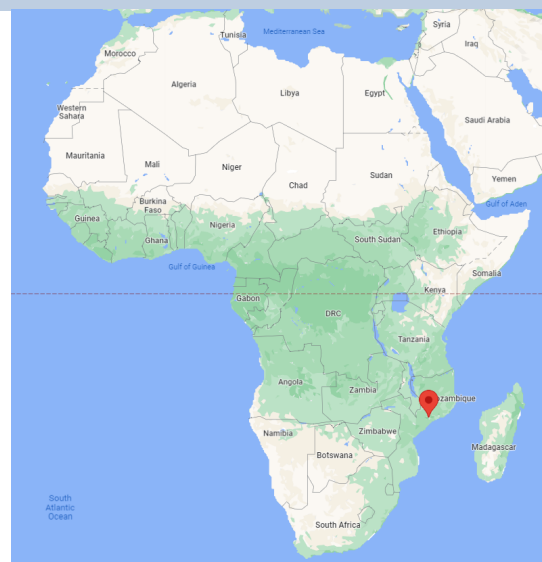 Syria
Tunisia
Mediterranean Sea
Morocco
Iraq
Algeria
Libya
Egypt
Western
Sahara
Saudi Arabia
Mauritania
Mali
Niger
Chad
Sudan
Yemen
Burkina
Faso
Gulf of Aden
Guinea
Nigeria
Ghana
South Sudan
Ethiopia
Gulf of Guinea
Somalia
Kenya
Gabon
DRC
Tanzania
Angola
Zambia
zambique
Namibia
Zimbabwe
Botswana
Madagascar
South
Atlantic
Ocean
South Africa